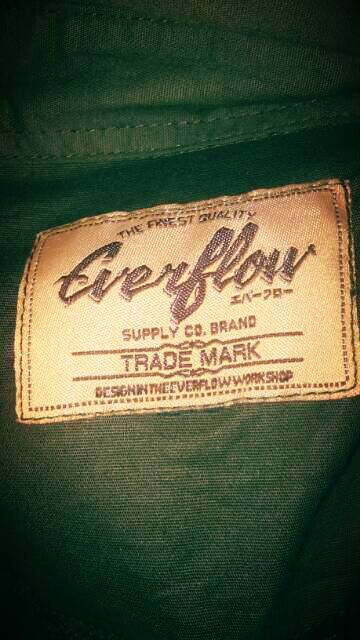 THE FINEST QUALITY
Everflow
エバーフロー
SUPPLY CO. BRAND
TRADE MARK
DESIGN IN THE EVERFLOW WORKSHOP